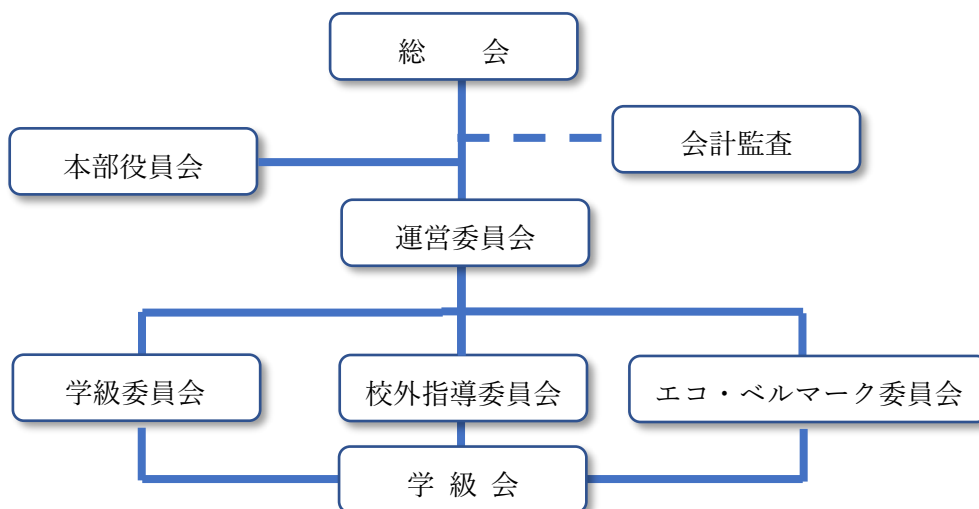 総　　会
会計監査
本部役員会
運営委員会
学級委員会
校外指導委員会
エコ・ベルマーク委員会
学 級 会